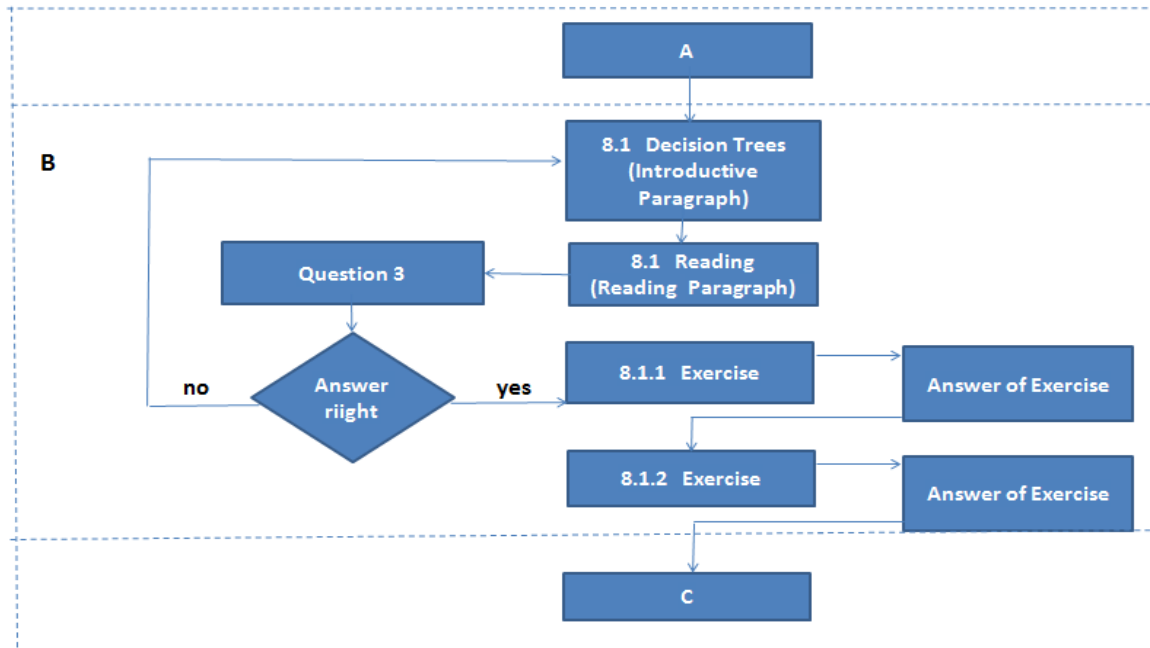 A
B
8.1 Decision Trees
(Introductive
Paragraph)
8.1 Reading
(Reading Paragraph)
Question 3
Answer
riight
no
yes
8.1.1 Exercise
Answer of Exercise
8.1.2 Exercise
Answer of Exercise
C